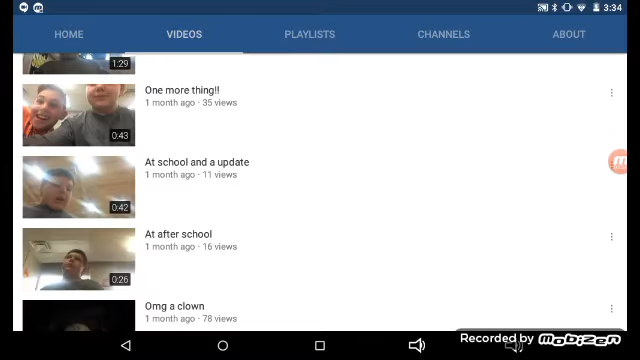 3:34
HOME VIDEOS PLAYLISTS CHANNELS ABOUT
1:29
One more thing!!
1 month ago · 35 views
0:43
At school and a update
1 month ago · 11 views
0:42
At after school
1 month ago · 16 views
0:26
Omg a clown
1 month ago · 78 views
Recorded by Mobizen